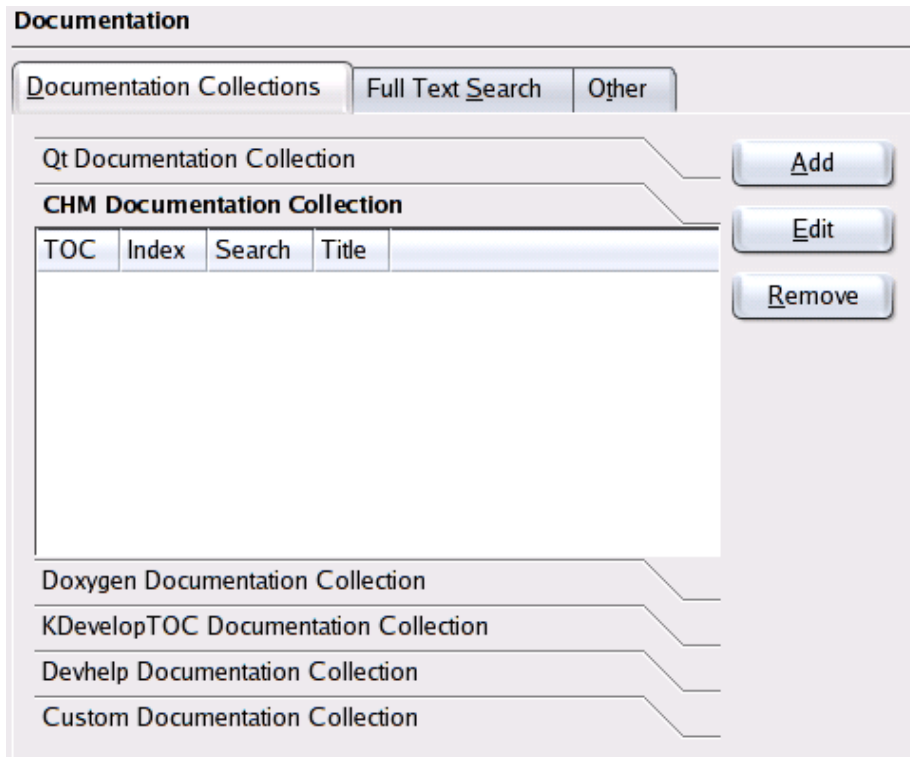 Documentation
Documentation Collections Full Text Search Other
Qt Documentation Collection
Add
CHM Documentation Collection
Edit
TOC Index Search Title
Remove
Doxygen Documentation Collection
KDevelopTOC Documentation Collection
Devhelp Documentation Collection
Custom Documentation Collection